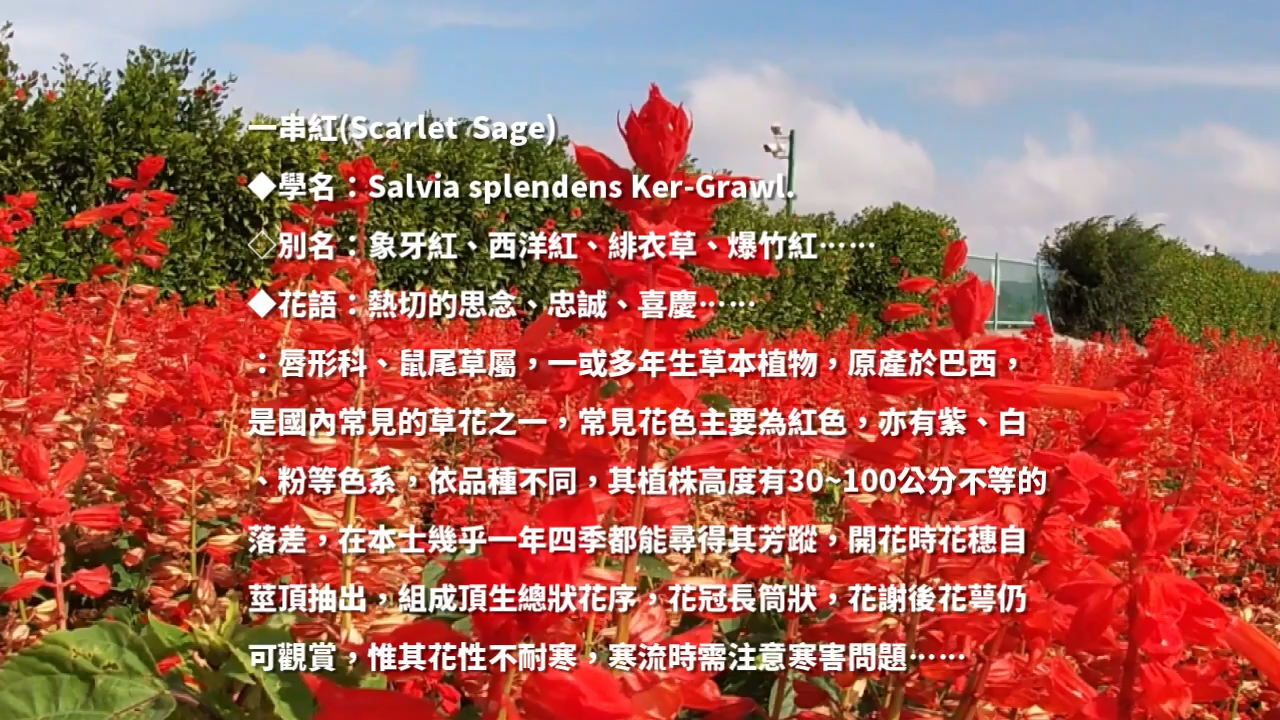 一串紅(Scarlet Sage)
◆學名：Salvia splendens Ker-Grawl.
◇別名：象牙紅、西洋紅、緋衣草、爆竹紅……
◆花語：熱切的思念、忠誠、喜慶……
：唇形科、鼠尾草屬，一或多年生草本植物，原產於巴西，
是國內常見的草花之一，常見花色主要為紅色，亦有紫、白
、粉等色系，依品種不同，其植株高度有30~100公分不等的
落差，在本士幾乎一年四季都能尋得其芳蹤，開花時花穗自
莖頂抽出，組成頂生總狀花序，花冠長筒狀，花謝後花萼仍
可觀賞，惟其花性不耐寒，寒流時需注意寒害問題……